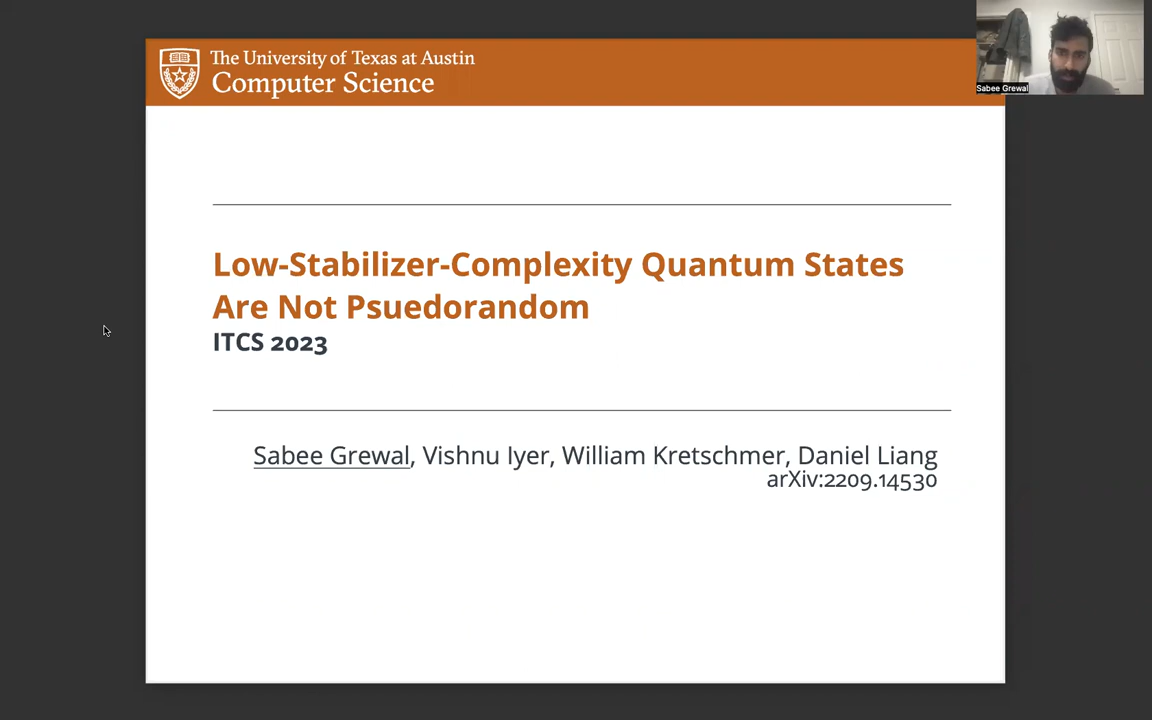 The University of Texas at Austin
Computer Science
Sabee Grewal
Low-Stabilizer-Complexity Quantum States
Are Not Psuedorandom
ITCS 2023
Sabee Grewal, Vishnu Iyer, William Kretschmer, Daniel Liang
arXiv:2209.14530